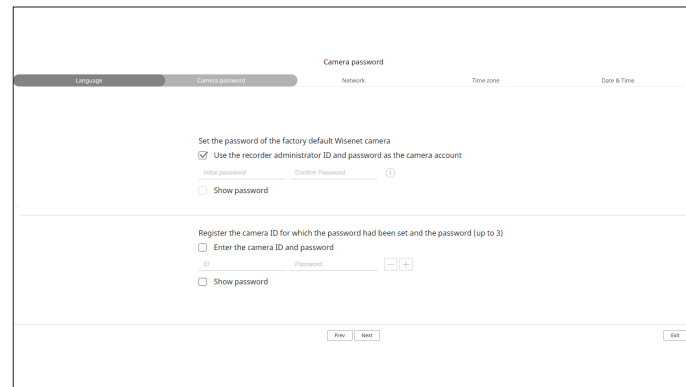 Camera password
Language Camera password Network Time zone Date & Time
Set the password of the factory default Wisenet camera
Use the recorder administrator ID and password as the camera account
Initial password Confirm Password
Show password
Register the camera ID for which the password had been set and the password (up to 3)
Enter the camera ID and password
ID Password
Show password
Prev Next Exit